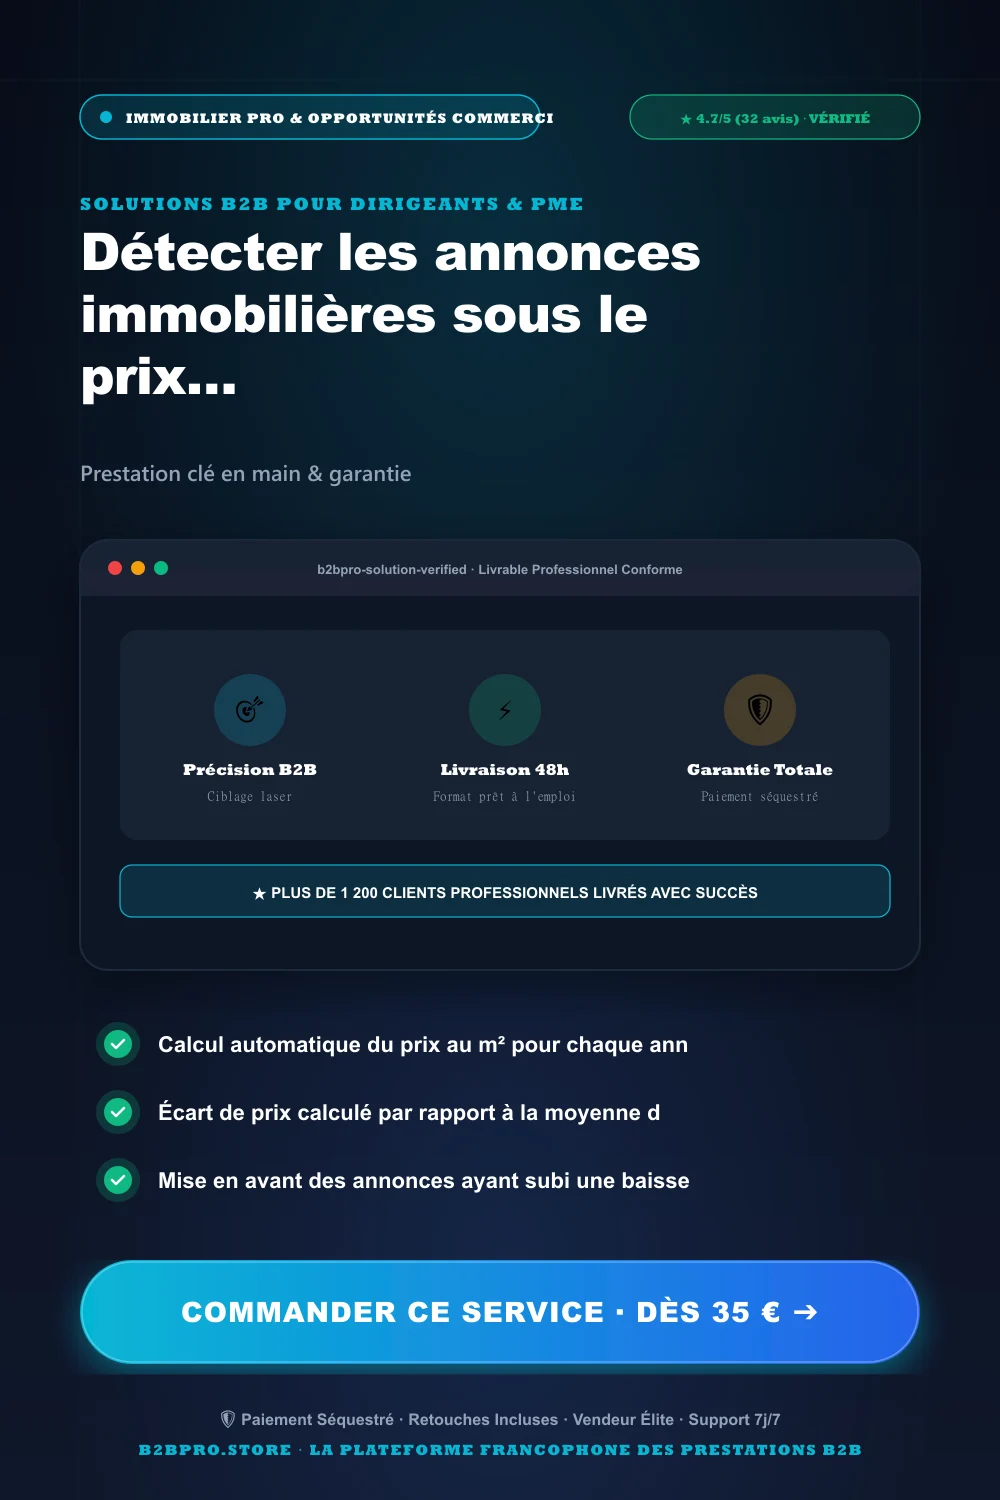 IMMOBILIER PRO & OPPORTUNITÉS COMMERCI
★ 4.7/5 (32 avis) · VÉRIFIÉ
SOLUTIONS B2B POUR DIRIGEANTS & PME
Détecter les annonces
immobilières sous le
prix...
Prestation clé en main & garantie
b2bpro-solution-verified · Livrable Professionnel Conforme
Précision B2B
Ciblage laser
Livraison 48h
Format prêt à l'emploi
Garantie Totale
Paiement séquestré
★ PLUS DE 1 200 CLIENTS PROFESSIONNELS LIVRÉS AVEC SUCCÈS
Calcul automatique du prix au m² pour chaque ann
Écart de prix calculé par rapport à la moyenne d
Mise en avant des annonces ayant subi une baisse
COMMANDER CE SERVICE · DÈS 35 € →
Paiement Séquestré · Retouches Incluses · Vendeur Élite · Support 7j/7
B2BPRO.STORE · LA PLATEFORME FRANCOPHONE DES PRESTATIONS B2B